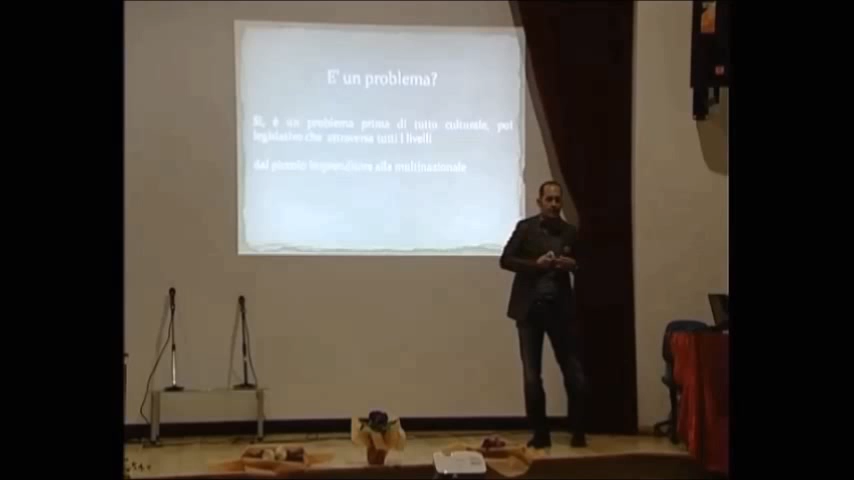 E' un problema?
Si, è un problema prima di tutto culturale, poi
legislativo che attraversa tutti i livelli
dal piccolo imprenditore alla multinazionale